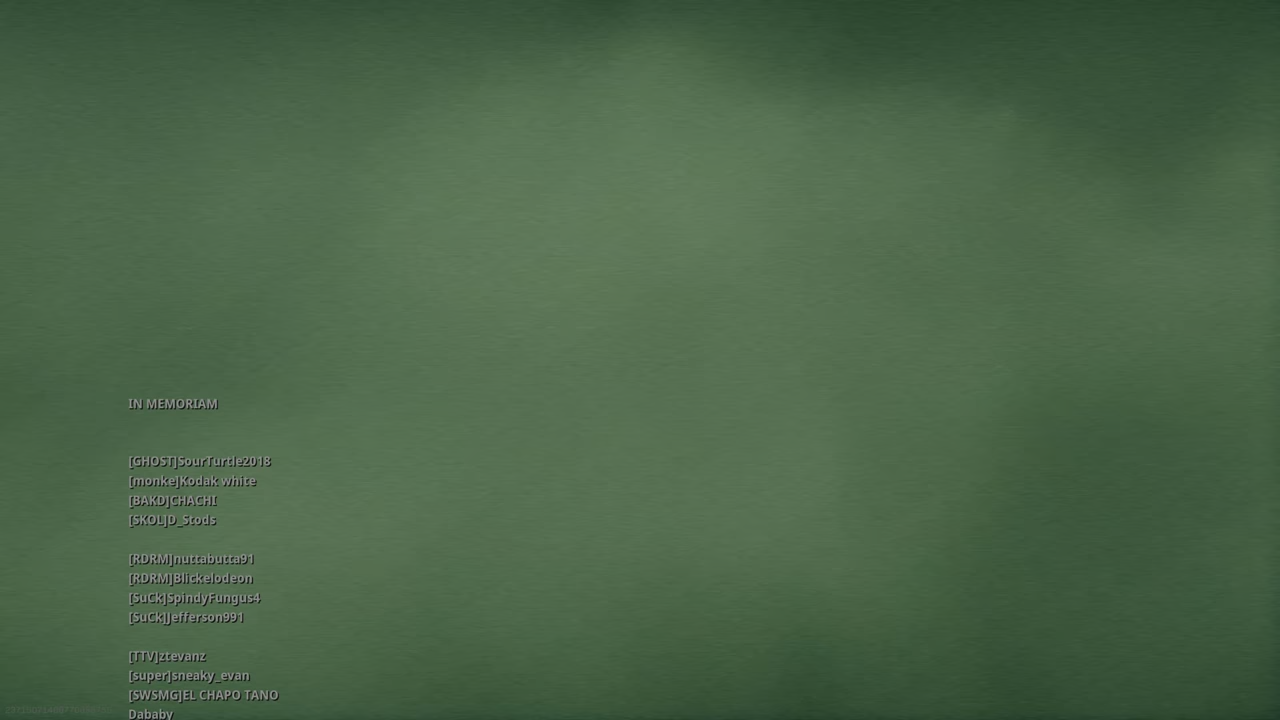 IN MEMORIAM
[GHOST]SourTurtle2018
[monke]Kodak white
[BAKD]CHACHI
[SKOL]D_Stods
[RDRM]nuttabutta91
[RDRM]Blickelodeon
[SuCk]SpindyFungus4
[SuCk]Jefferson991
[TTV]ztevanz
[super]sneaky_evan
[SWSMG]EL CHAPO TANO
Dababy